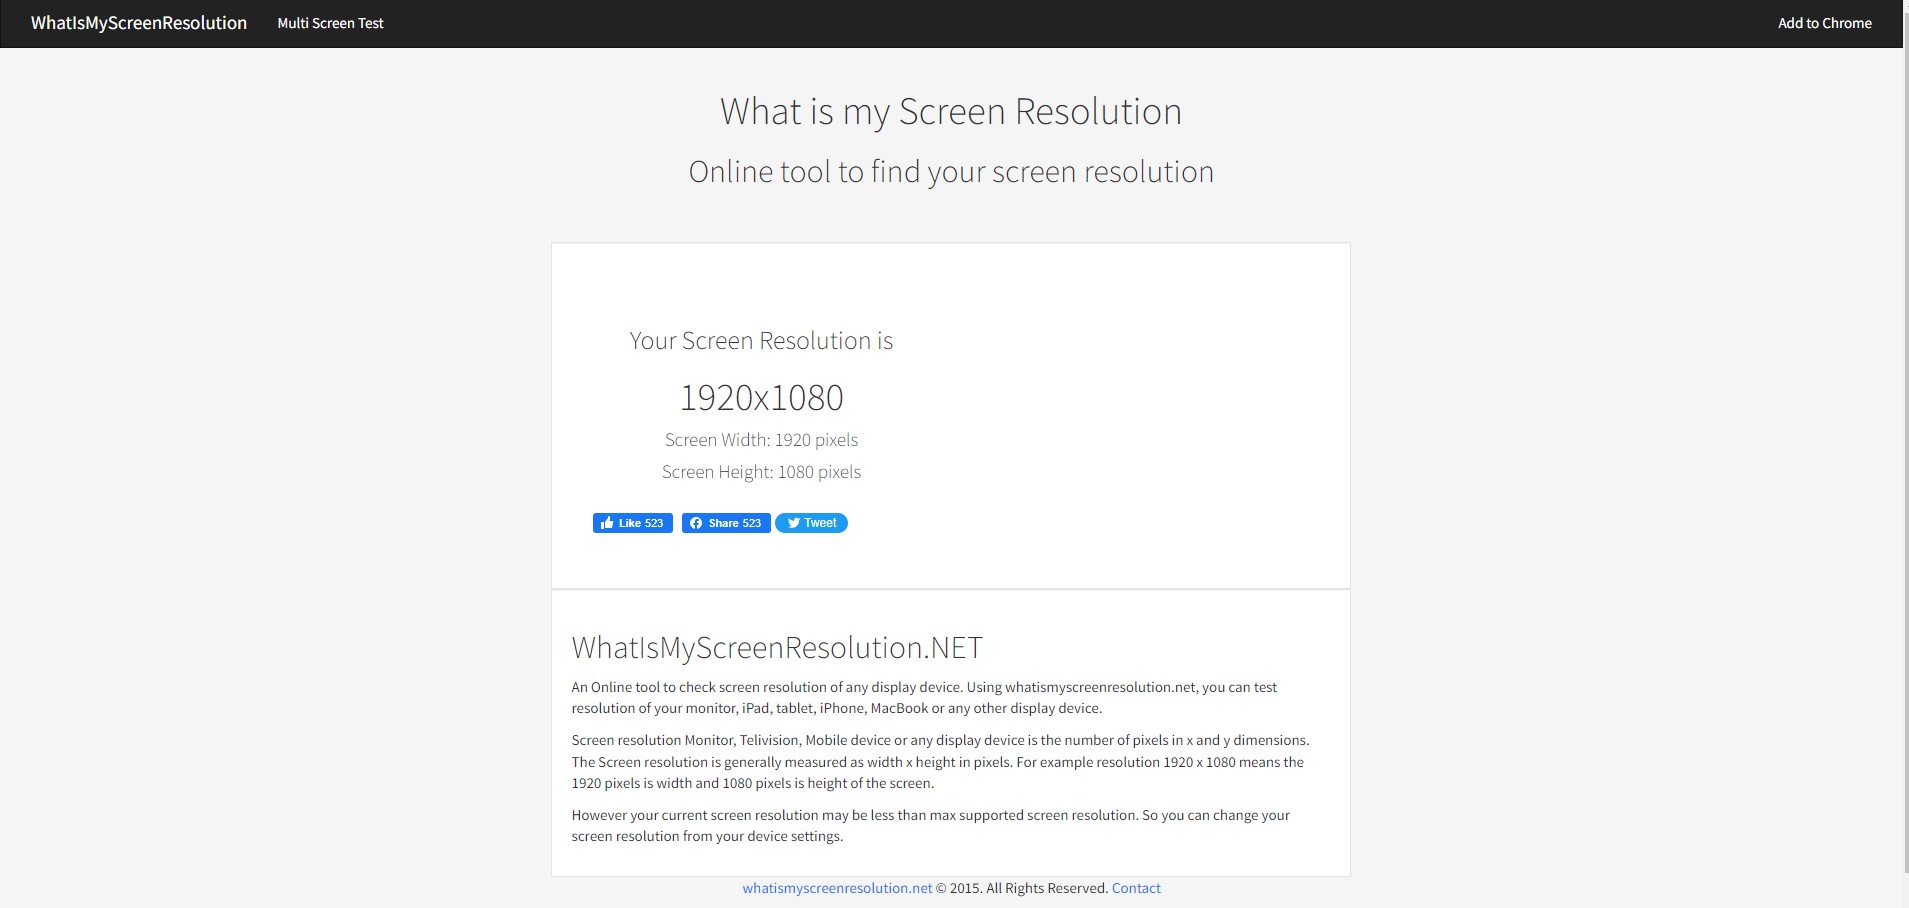 WhatIsMyScreenResolution Multi Screen Test Add to Chrome
What is my Screen Resolution
Online tool to find your screen resolution
Your Screen Resolution is
1920x1080
Screen Width: 1920 pixels
Screen Height: 1080 pixels
Like 523 Share 523 Tweet
WhatIsMyScreenResolution.NET
An Online tool to check screen resolution of any display device. Using whatismyscreenresolution.net, you can test
resolution of your monitor, iPad, tablet, iPhone, MacBook or any other display device.
Screen resolution Monitor, Telivision, Mobile device or any display device is the number of pixels in x and y dimensions.
The Screen resolution is generally measured as width x height in pixels. For example resolution 1920 x 1080 means the
1920 pixels is width and 1080 pixels is height of the screen.
However your current screen resolution may be less than max supported screen resolution. So you can change your
screen resolution from your device settings.
whatismyscreenresolution.net © 2015. All Rights Reserved. Contact